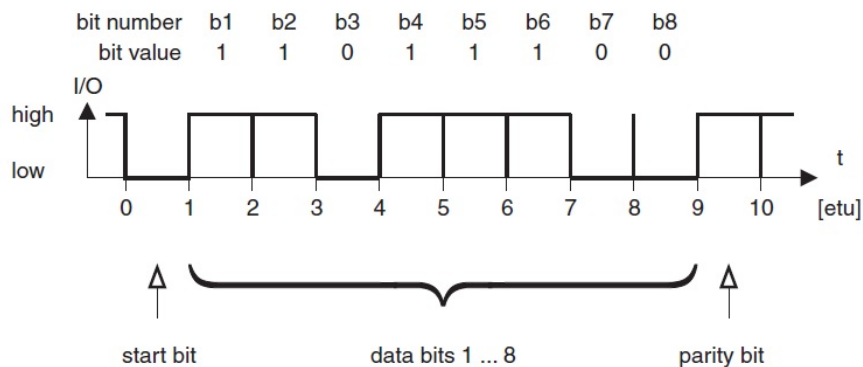 bit number b1 b2 b3 b4 b5 b6 b7 b8
bit value 1 1 0 1 1 1 0 0
I/O
high
low
t
0 1 2 3 4 5 6 7 8 9 10 [etu]
start bit data bits 1 ... 8 parity bit